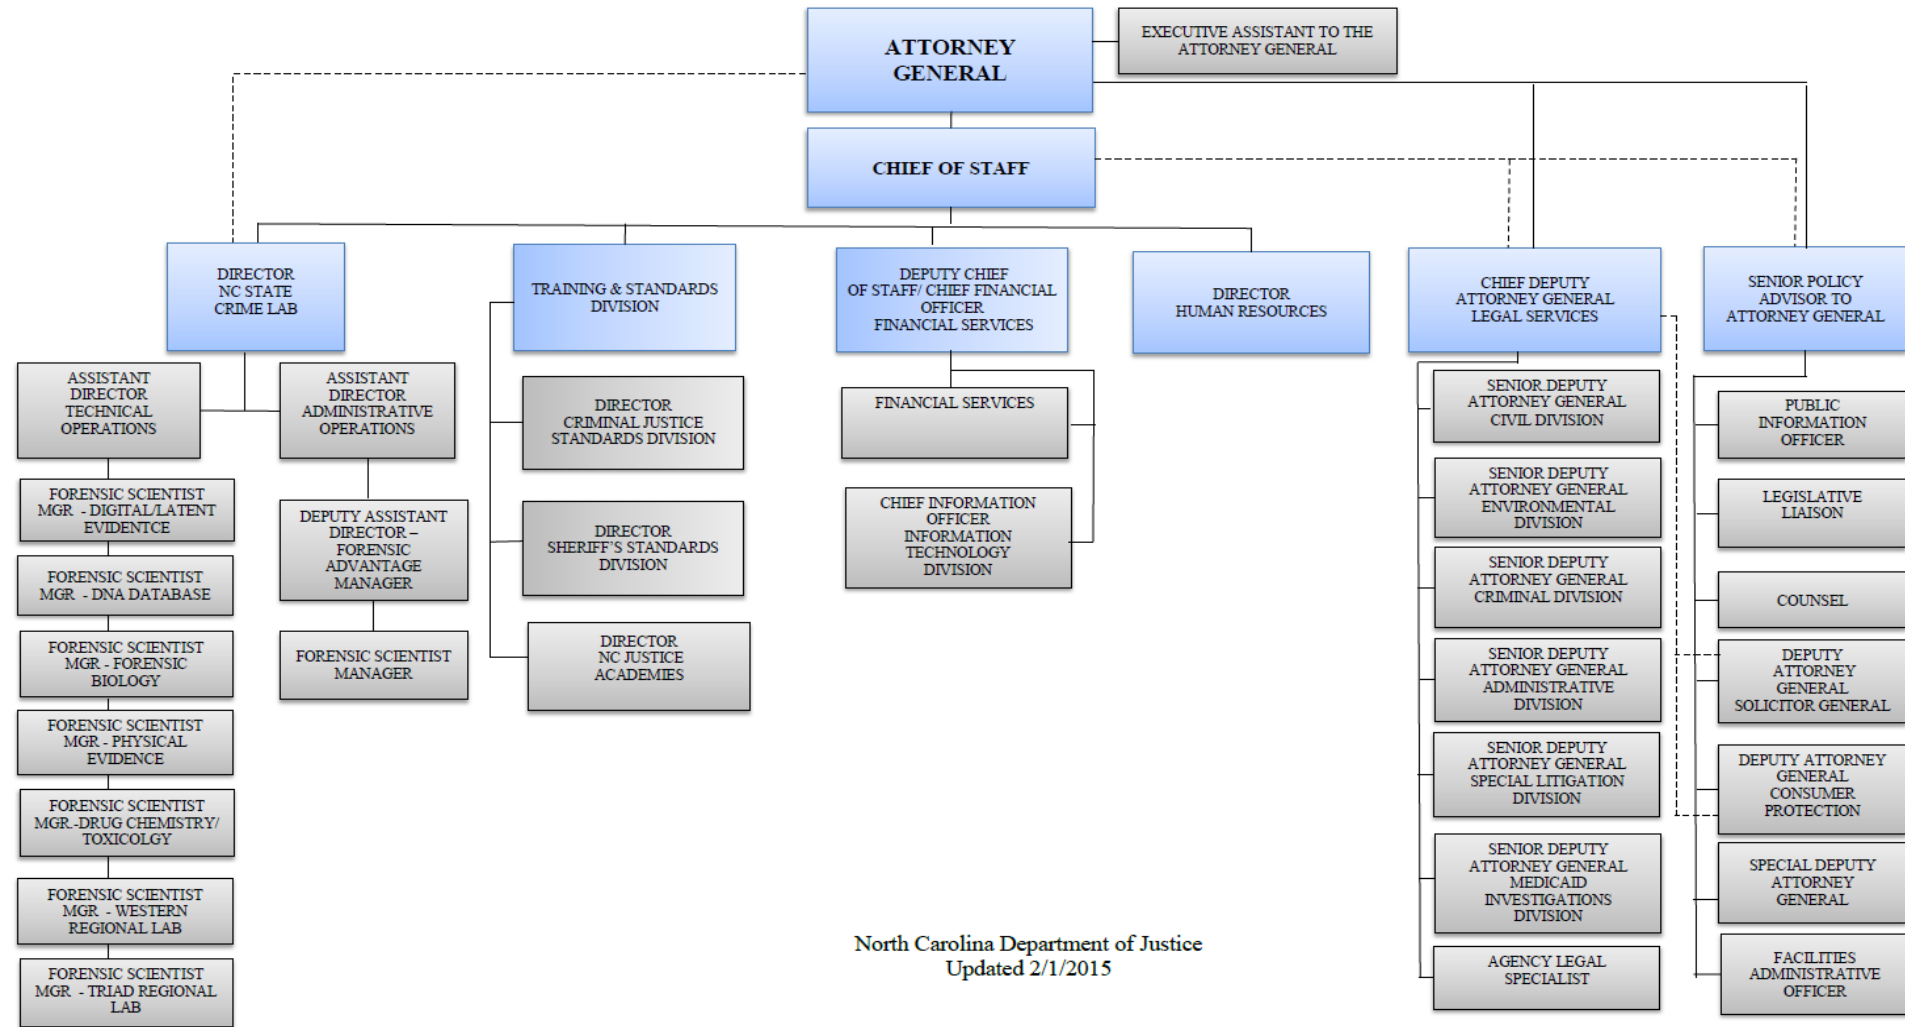 ATTORNEY
GENERAL
EXECUTIVE ASSISTANT TO THE
ATTORNEY GENERAL
CHIEF OF STAFF
DIRECTOR
NC STATE
CRIME LAB
TRAINING & STANDARDS
DIVISION
DEPUTY CHIEF
OF STAFF/ CHIEF FINANCIAL
OFFICER
FINANCIAL SERVICES
DIRECTOR
HUMAN RESOURCES
CHIEF DEPUTY
ATTORNEY GENERAL
LEGAL SERVICES
SENIOR POLICY
ADVISOR TO
ATTORNEY GENERAL
ASSISTANT
DIRECTOR
TECHNICAL
OPERATIONS
FORENSIC SCIENTIST
MGR - DIGITAL/LATENT
EVIDENTCE
FORENSIC SCIENTIST
MGR - DNA DATABASE
FORENSIC SCIENTIST
MGR - FORENSIC
BIOLOGY
FORENSIC SCIENTIST
MGR - PHYSICAL
EVIDENCE
FORENSIC SCIENTIST
MGR.-DRUG CHEMISTRY/
TOXICOLGY
FORENSIC SCIENTIST
MGR - WESTERN
REGIONAL LAB
FORENSIC SCIENTIST
MGR - TRIAD REGIONAL
LAB
ASSISTANT
DIRECTOR
ADMINISTRATIVE
OPERATIONS
DEPUTY ASSISTANT
DIRECTOR –
FORENSIC
ADVANTAGE
MANAGER
FORENSIC SCIENTIST
MANAGER
DIRECTOR
CRIMINAL JUSTICE
STANDARDS DIVISION
DIRECTOR
SHERIFF'S STANDARDS
DIVISION
DIRECTOR
NC JUSTICE
ACADEMIES
FINANCIAL SERVICES
CHIEF INFORMATION
OFFICER
INFORMATION
TECHNOLOGY
DIVISION
SENIOR DEPUTY
ATTORNEY GENERAL
CIVIL DIVISION
SENIOR DEPUTY
ATTORNEY GENERAL
ENVIRONMENTAL
DIVISION
SENIOR DEPUTY
ATTORNEY GENERAL
CRIMINAL DIVISION
SENIOR DEPUTY
ATTORNEY GENERAL
ADMINISTRATIVE
DIVISION
SENIOR DEPUTY
ATTORNEY GENERAL
SPECIAL LITIGATION
DIVISION
SENIOR DEPUTY
ATTORNEY GENERAL
MEDICAID
INVESTIGATIONS
DIVISION
AGENCY LEGAL
SPECIALIST
PUBLIC
INFORMATION
OFFICER
LEGISLATIVE
LIAISON
COUNSEL
DEPUTY
ATTORNEY
GENERAL
SOLICITOR GENERAL
DEPUTY ATTORNEY
GENERAL
CONSUMER
PROTECTION
SPECIAL DEPUTY
ATTORNEY
GENERAL
FACILITIES
ADMINISTRATIVE
OFFICER
North Carolina Department of Justice
Updated 2/1/2015